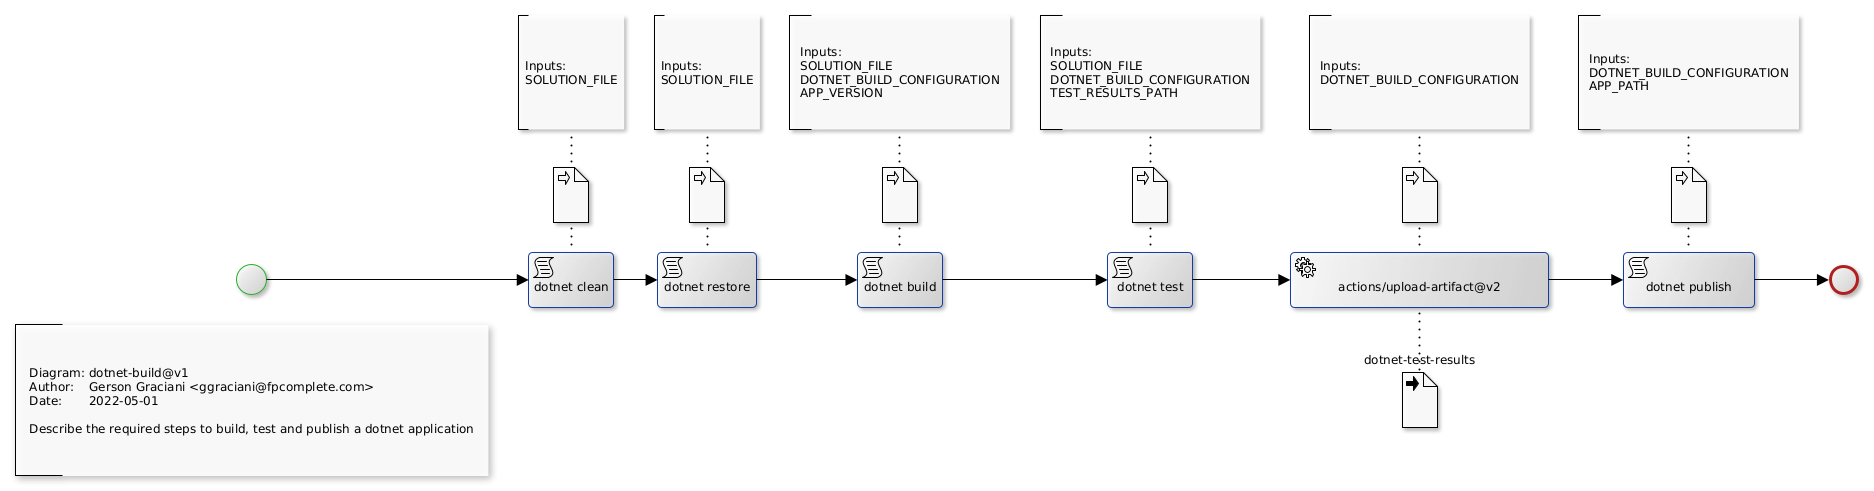 Inputs:
SOLUTION_FILE
Inputs:
SOLUTION_FILE
Inputs:
SOLUTION_FILE
DOTNET_BUILD_CONFIGURATION
APP_VERSION
Inputs:
SOLUTION_FILE
DOTNET_BUILD_CONFIGURATION
TEST_RESULTS_PATH
Inputs:
DOTNET_BUILD_CONFIGURATION
Inputs:
DOTNET_BUILD_CONFIGURATION
APP_PATH
dotnet clean
dotnet restore
dotnet build
dotnet test
actions/upload-artifact@v2
dotnet publish
dotnet-test-results
Diagram: dotnet-build@v1
Author: Gerson Graciani <ggraciani@fpcomplete.com>
Date: 2022-05-01
Describe the required steps to build, test and publish a dotnet application